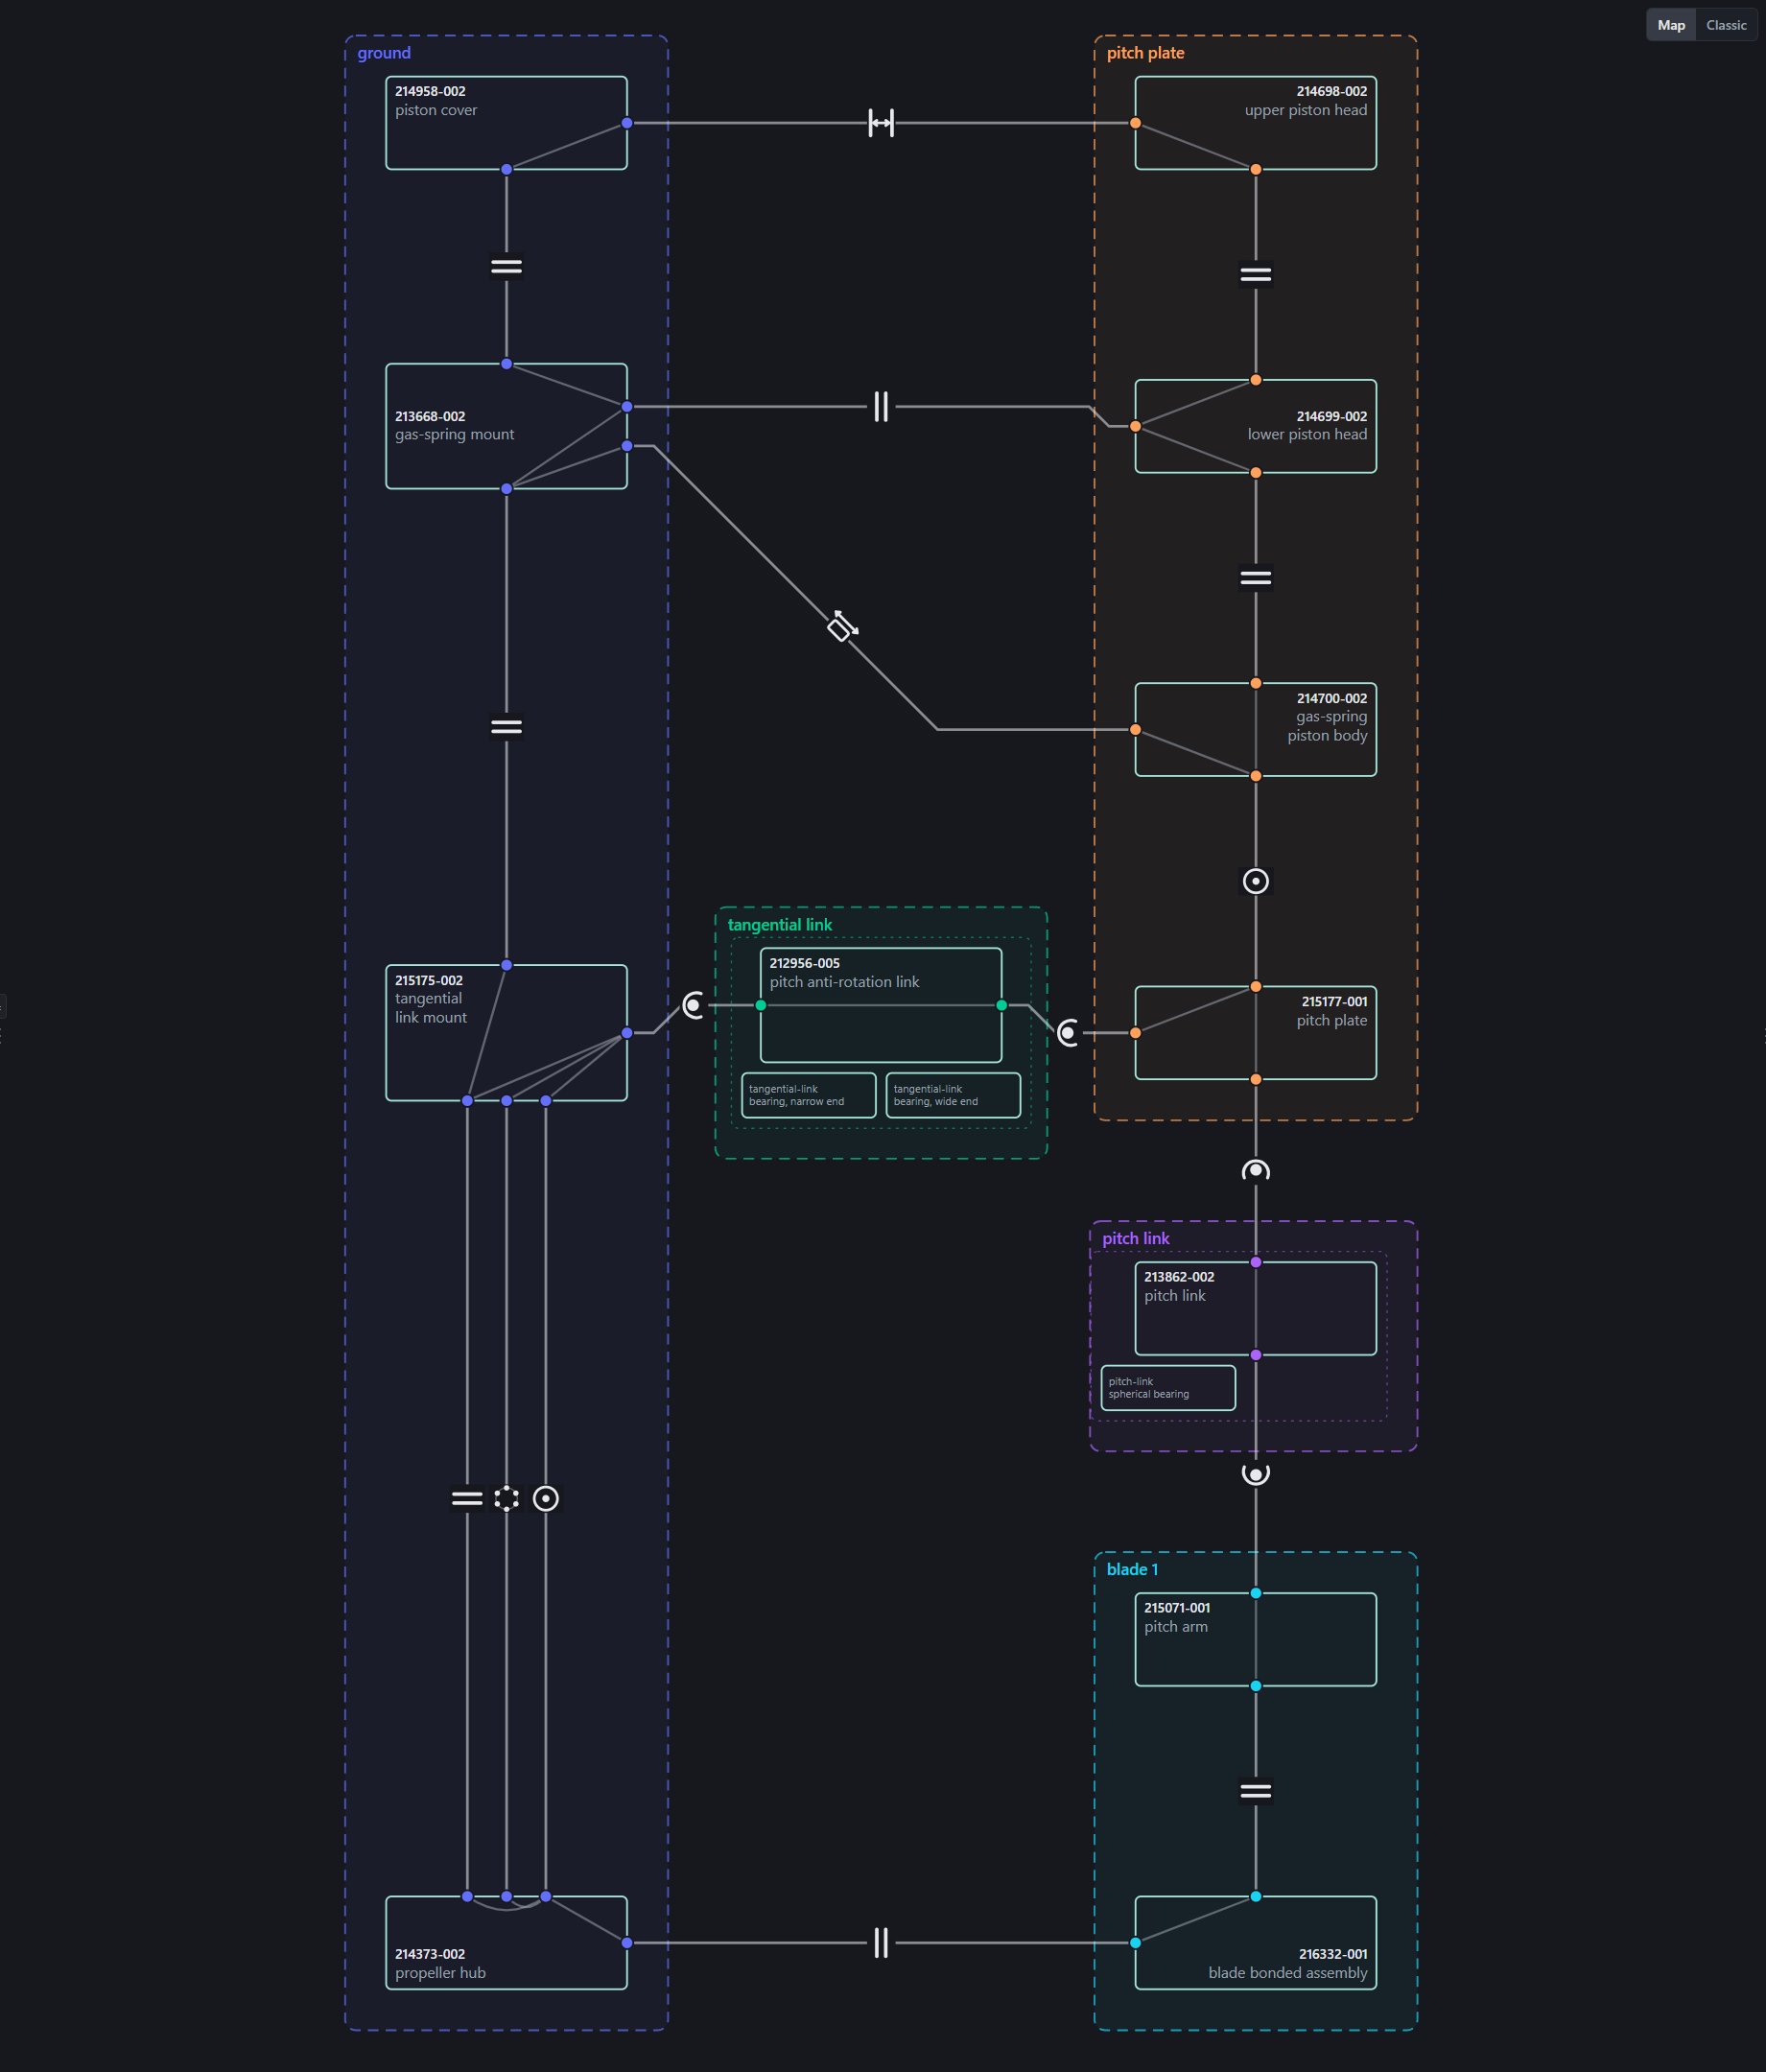 Map
Classic
ground
214958-002
piston cover
pitch plate
214698-002
upper piston head
213668-002
gas-spring mount
214699-002
lower piston head
214700-002
gas-spring
piston body
tangential link
212956-005
pitch anti-rotation link
tangential-link
bearing, narrow end
tangential-link
bearing, wide end
215175-002
tangential
link mount
215177-001
pitch plate
pitch link
213862-002
pitch link
pitch-link
spherical bearing
blade 1
215071-001
pitch arm
214373-002
propeller hub
216332-001
blade bonded assembly